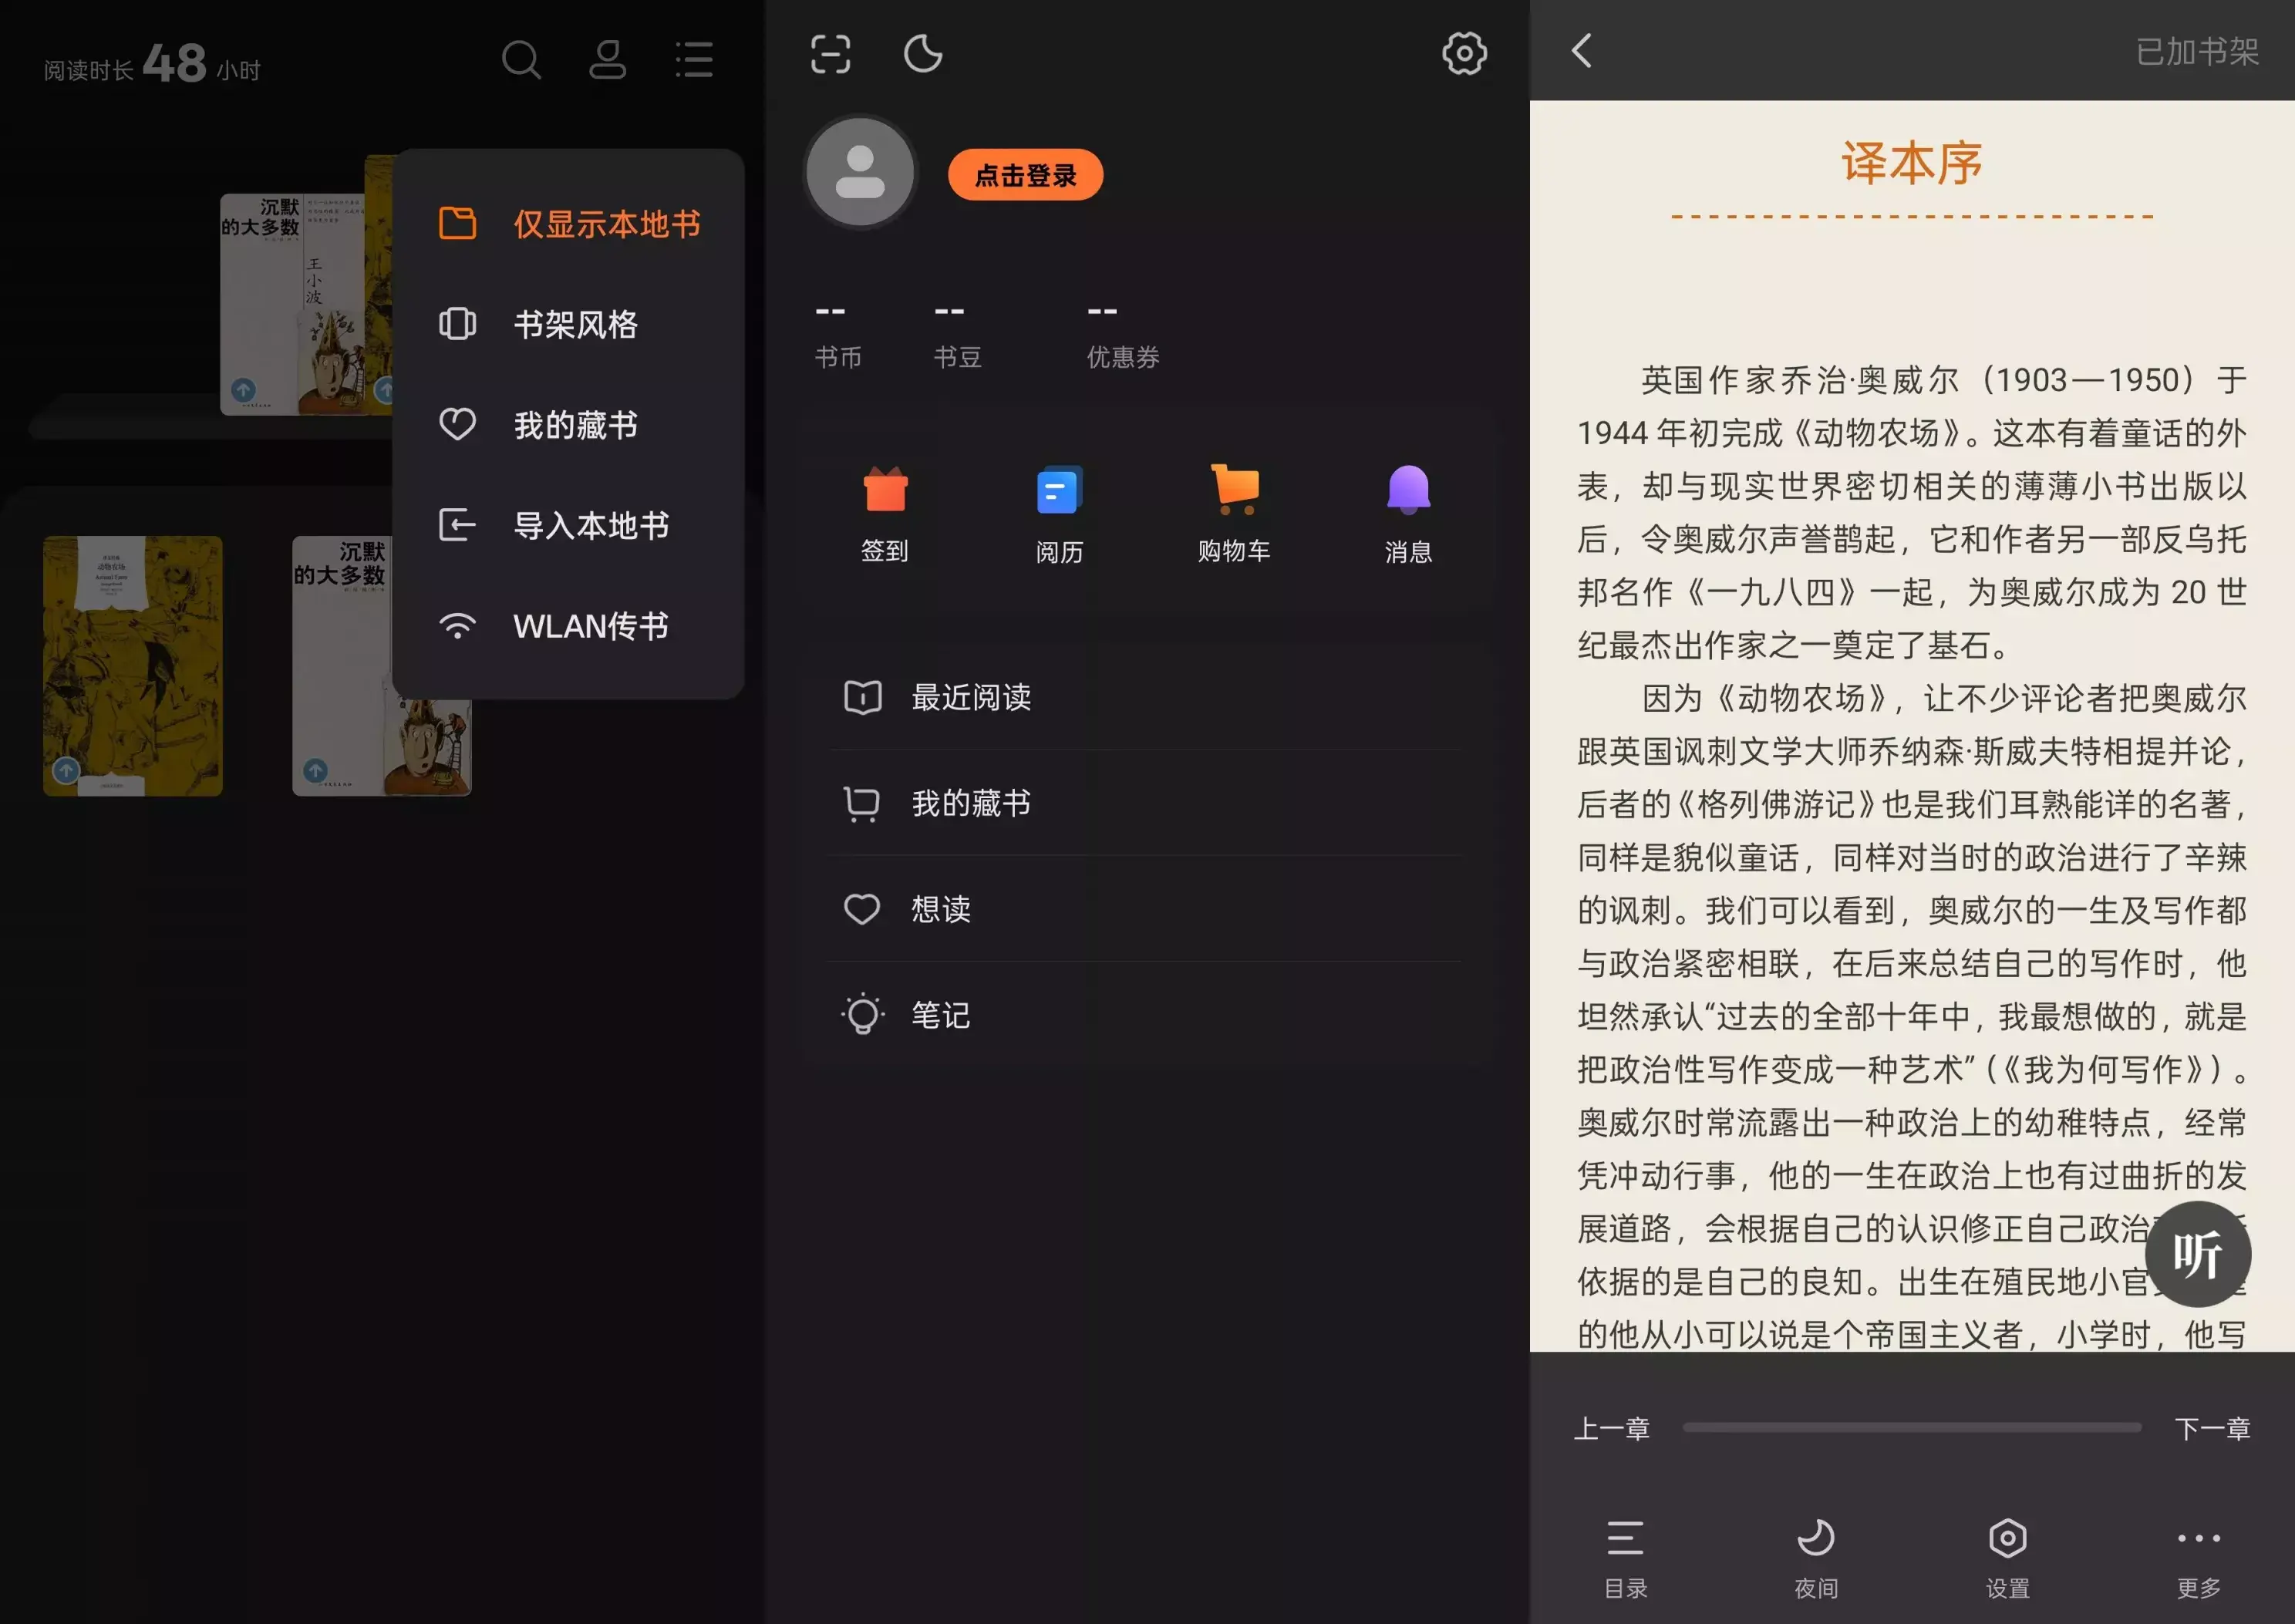 阅读时长 48 小时
沉默
的大多数
王小波
仅显示本地书
书架风格
我的藏书
导入本地书
WLAN传书
动物农场
Animal Farm
沉默
的大多数
点击登录
-- -- --
书币 书豆 优惠券
签到 阅历 购物车 消息
最近阅读
我的藏书
想读
笔记
已加书架
译本序
英国作家乔治·奥威尔（1903—1950）于
1944 年初完成《动物农场》。这本有着童话的外
表，却与现实世界密切相关的薄薄小书出版以
后，令奥威尔声誉鹊起，它和作者另一部反乌托
邦名作《一九八四》一起，为奥威尔成为 20 世
纪最杰出作家之一奠定了基石。
因为《动物农场》，让不少评论者把奥威尔
跟英国讽刺文学大师乔纳森·斯威夫特相提并论，
后者的《格列佛游记》也是我们耳熟能详的名著，
同样是貌似童话，同样对当时的政治进行了辛辣
的讽刺。我们可以看到，奥威尔的一生及写作都
与政治紧密相联，在后来总结自己的写作时，他
坦然承认“过去的全部十年中，我最想做的，就是
把政治性写作变成一种艺术”（《我为何写作》）。
奥威尔时常流露出一种政治上的幼稚特点，经常
凭冲动行事，他的一生在政治上也有过曲折的发
展道路，会根据自己的认识修正自己政治
依据的是自己的良知。出生在殖民地小官
的他从小可以说是个帝国主义者，小学时，他写
听
上一章 下一章
目录 夜间 设置 更多